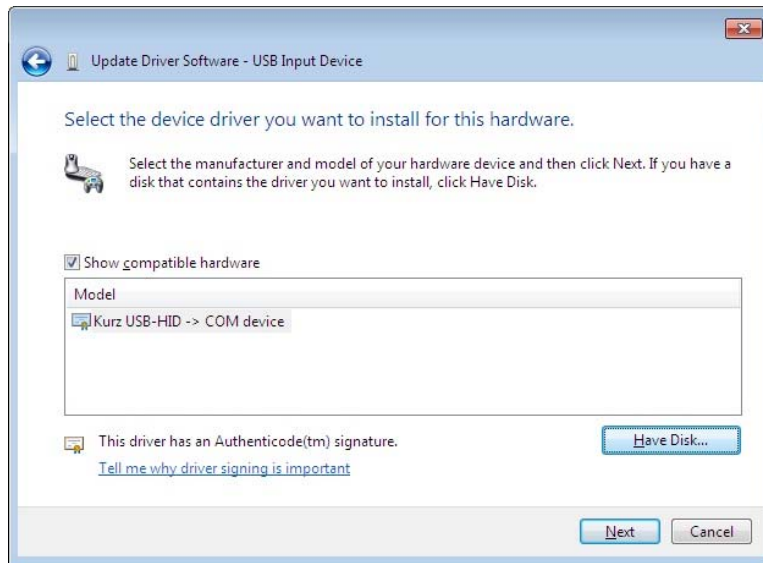 Update Driver Software - USB Input Device
Select the device driver you want to install for this hardware.
Select the manufacturer and model of your hardware device and then click Next. If you have a
disk that contains the driver you want to install, click Have Disk.
Show compatible hardware
Model
Kurz USB-HID -> COM device
This driver has an Authenticode(tm) signature.
Have Disk...
Tell me why driver signing is important
Next
Cancel